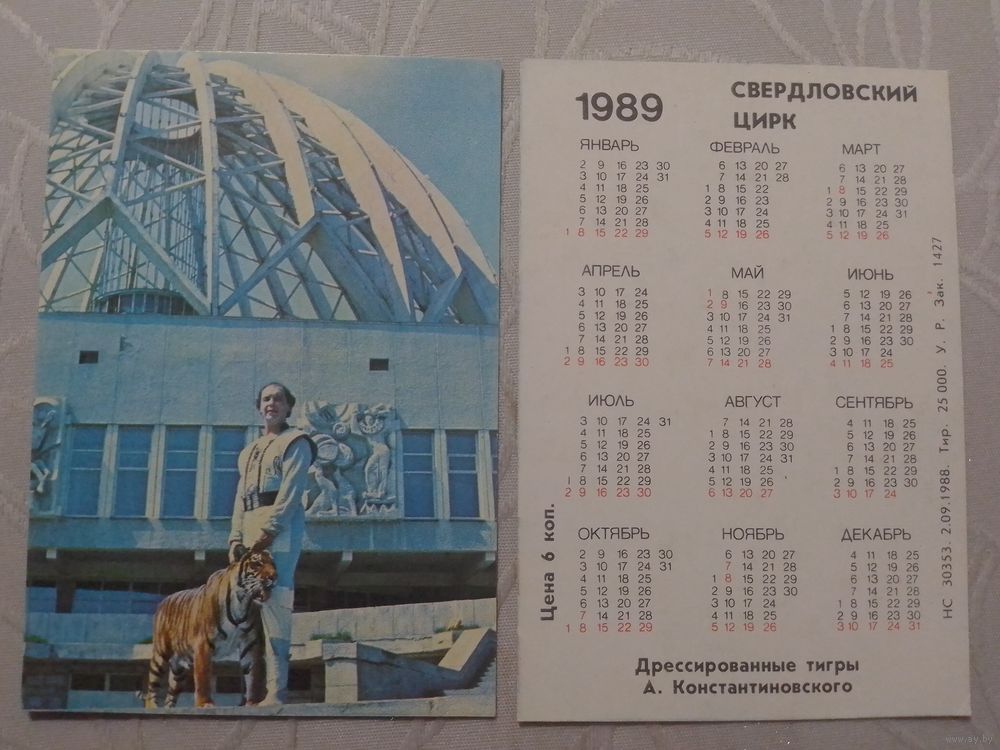 1989
СВЕРДЛОВСКИЙ
ЦИРК
ЯНВАРЬ
2 9 16 23 30
3 10 17 24 31
4 11 18 25
5 12 19 26
6 13 20 27
7 14 21 28
1 8 15 22 29
ФЕВРАЛЬ
6 13 20 27
7 14 21 28
1 8 15 22
2 9 16 23
3 10 17 24
4 11 18 25
5 12 19 26
МАРТ
6 13 20 27
7 14 21 28
1 8 15 22 29
2 9 16 23 30
3 10 17 24 31
4 11 18 25
5 12 19 26
АПРЕЛЬ
3 10 17 24
4 11 18 25
5 12 19 26
6 13 20 27
7 14 21 28
1 8 15 22 29
2 9 16 23 30
МАЙ
1 8 15 22 29
2 9 16 23 30
3 10 17 24 31
4 11 18 25
5 12 19 26
6 13 20 27
7 14 21 28
ИЮНЬ
5 12 19 26
6 13 20 27
7 14 21 28
1 8 15 22 29
2 9 16 23 30
3 10 17 24
4 11 18 25
ИЮЛЬ
3 10 17 24 31
4 11 18 25
5 12 19 26
6 13 20 27
7 14 21 28
1 8 15 22 29
2 9 16 23 30
АВГУСТ
7 14 21 28
1 8 15 22 29
2 9 16 23 30
3 10 17 24 31
4 11 18 25
5 12 19 26
6 13 20 27
СЕНТЯБРЬ
4 11 18 25
5 12 19 26
6 13 20 27
7 14 21 28
1 8 15 22 29
2 9 16 23 30
3 10 17 24
ОКТЯБРЬ
2 9 16 23 30
3 10 17 24 31
4 11 18 25
5 12 19 26
6 13 20 27
7 14 21 28
1 8 15 22 29
НОЯБРЬ
6 13 20 27
7 14 21 28
1 8 15 22 29
2 9 16 23 30
3 10 17 24
4 11 18 25
5 12 19 26
ДЕКАБРЬ
4 11 18 25
5 12 19 26
6 13 20 27
7 14 21 28
1 8 15 22 29
2 9 16 23 30
3 10 17 24 31
Цена 6 коп.
НС 30353. 2.09.1988. Тир. 25 000. У. Р. Зак. 1427
Дрессированные тигры
А. Константиновского
www.ay.by